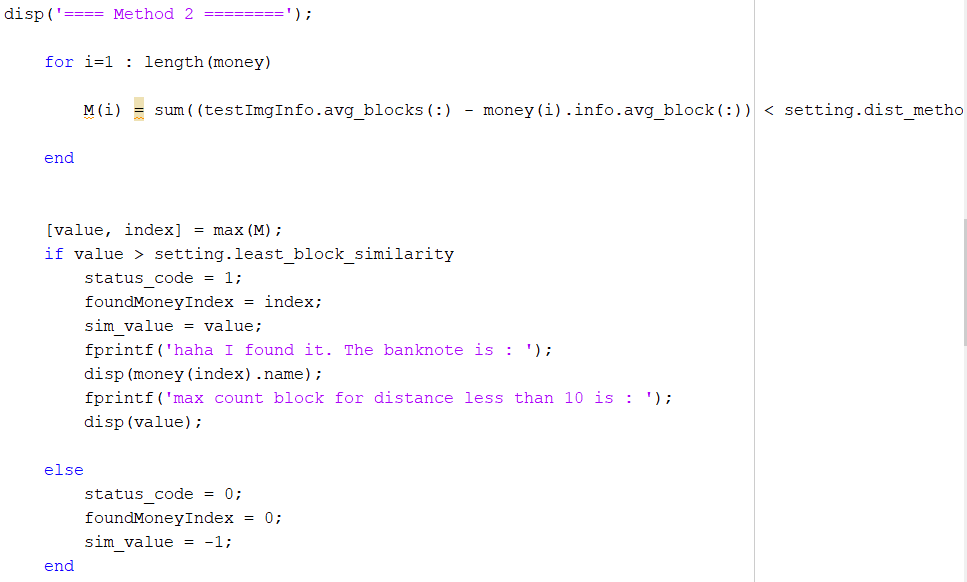 disp('==== Method 2 ========');
for i=1 : length(money)
M(i) = sum((testImgInfo.avg_blocks(:) - money(i).info.avg_block(:)) < setting.dist_metho
end
[value, index] = max(M);
if value > setting.least_block_similarity
status_code = 1;
foundMoneyIndex = index;
sim_value = value;
fprintf('haha I found it. The banknote is : ');
disp(money(index).name);
fprintf('max count block for distance less than 10 is : ');
disp(value);
else
status_code = 0;
foundMoneyIndex = 0;
sim_value = -1;
end